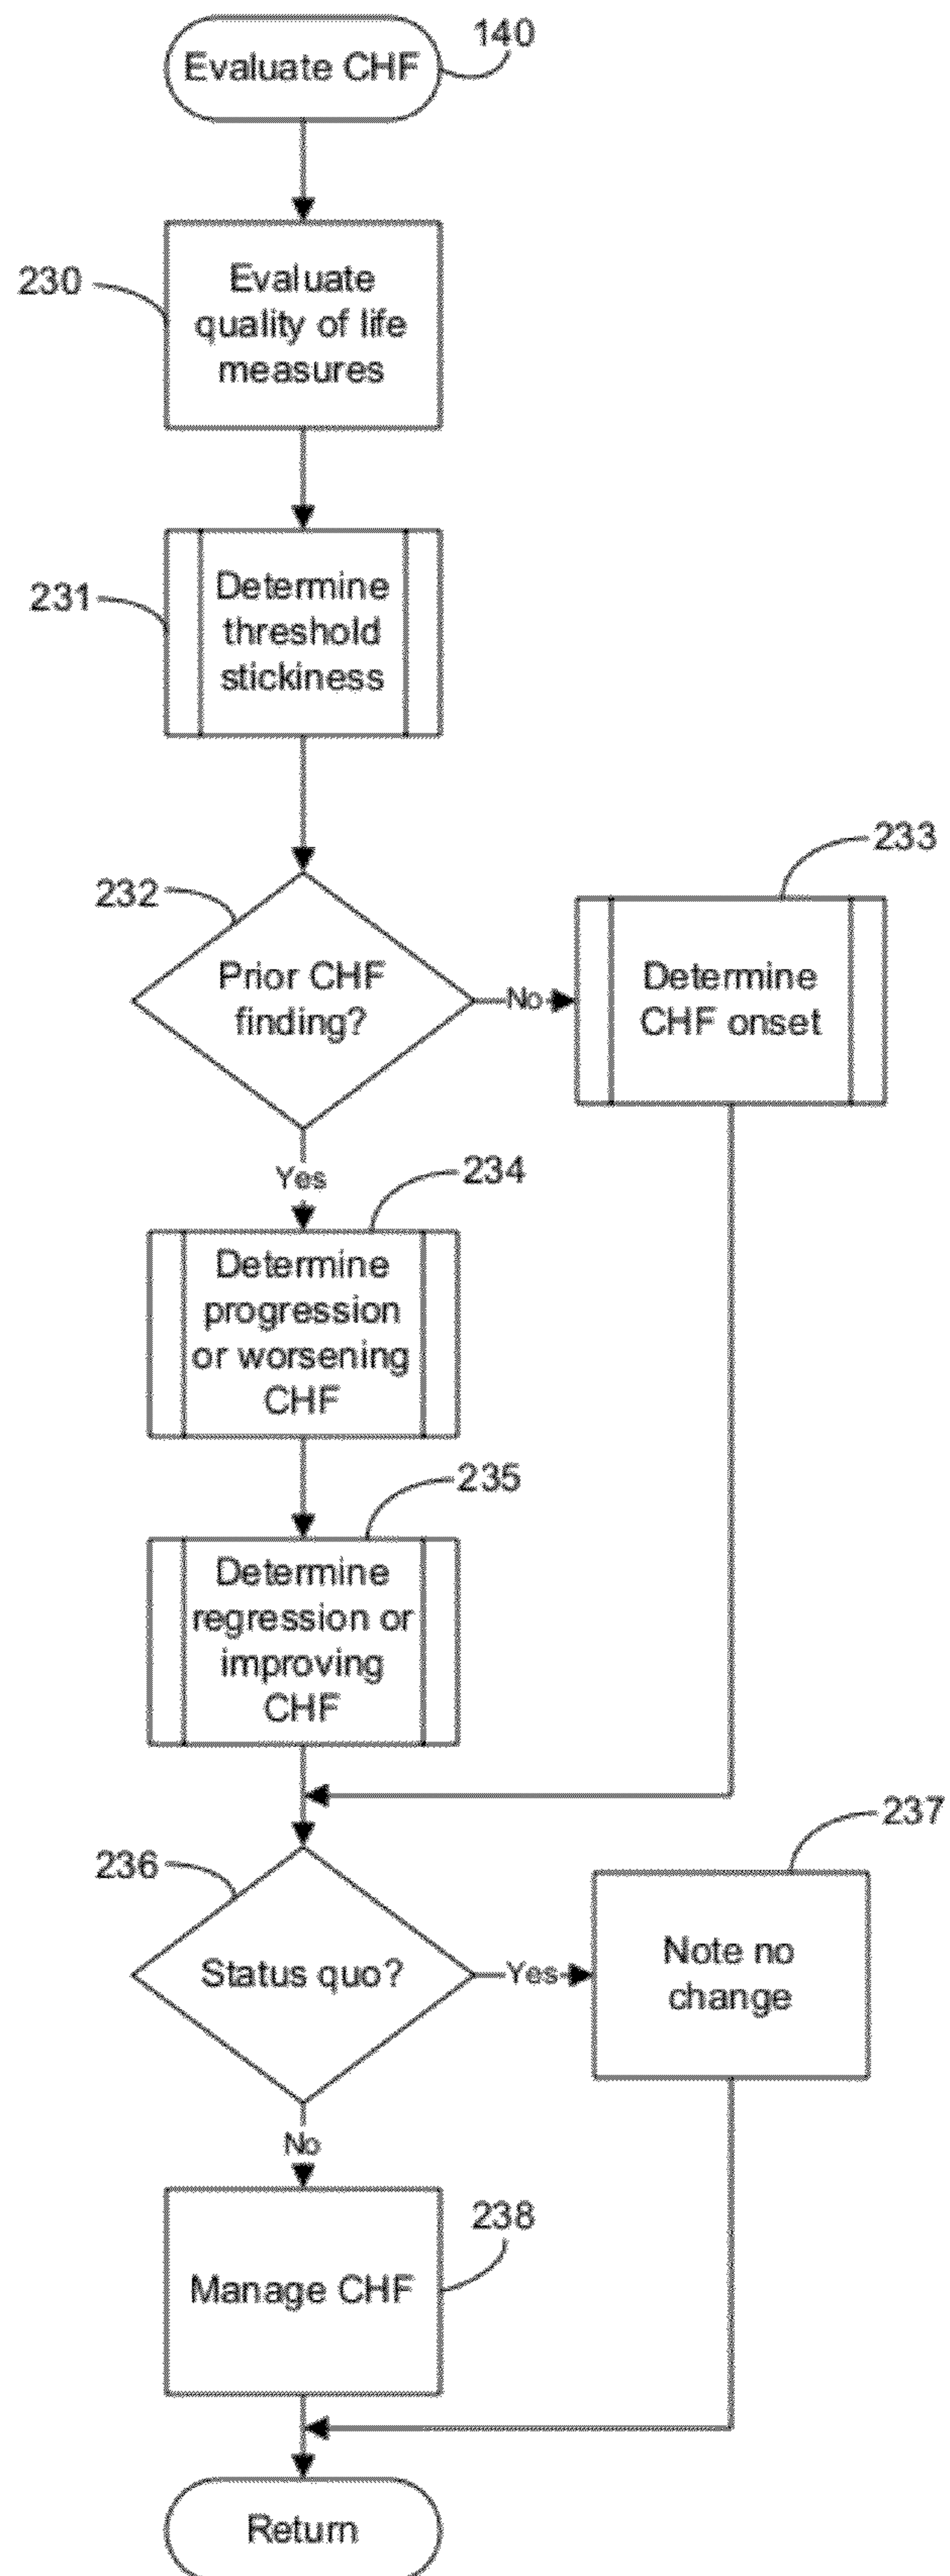 140
Evaluate CHF
230
Evaluate
quality of life
measures
231
Determine
threshold
stickiness
233
232
Prior CHF
finding?
No
Determine
CHF onset
Yes
234
Determine
progression
or worsening
CHF
235
Determine
regression or
improving
CHF
237
236
Status quo?
Yes
Note no
change
No
238
Manage CHF
Return